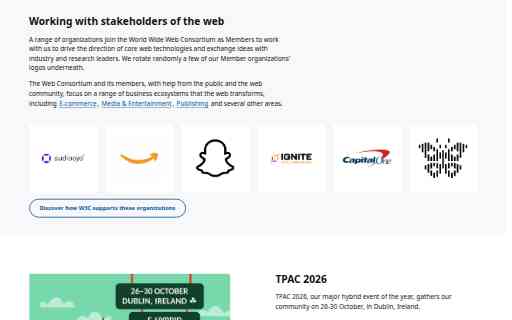 Working with stakeholders of the web
A range of organizations join the World Wide Web Consortium as Members to work
with us to drive the direction of core web technologies and exchange ideas with
industry and research leaders. We rotate randomly a few of our Member organizations'
logos underneath.
The Web Consortium and its members, with help from the public and the web
community, focus on a range of business ecosystems that the web transforms,
including E-commerce, Media & Entertainment, Publishing and several other areas.
IGNITE
Capital One
Discover how W3C supports these organizations
26–30 OCTOBER
DUBLIN, IRELAND
TPAC 2026
TPAC 2026, our major hybrid event of the year, gathers our
community on 26-30 October, in Dublin, Ireland.